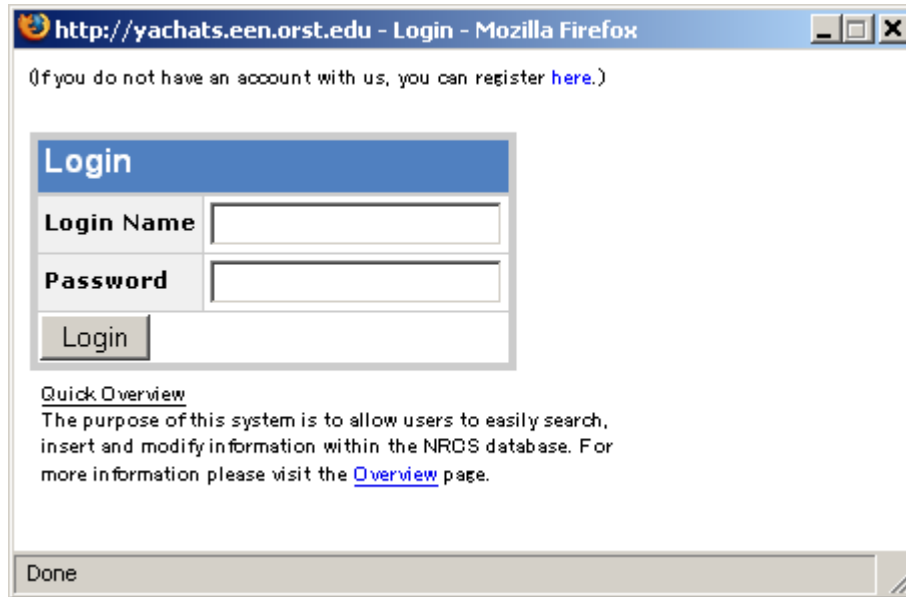 http://yachats.een.orst.edu - Login - Mozilla Firefox
(If you do not have an account with us, you can register here.)
Login
Login Name
Password
Login
Quick Overview
The purpose of this system is to allow users to easily search,
insert and modify information within the NRCS database. For
more information please visit the Overview page.
Done